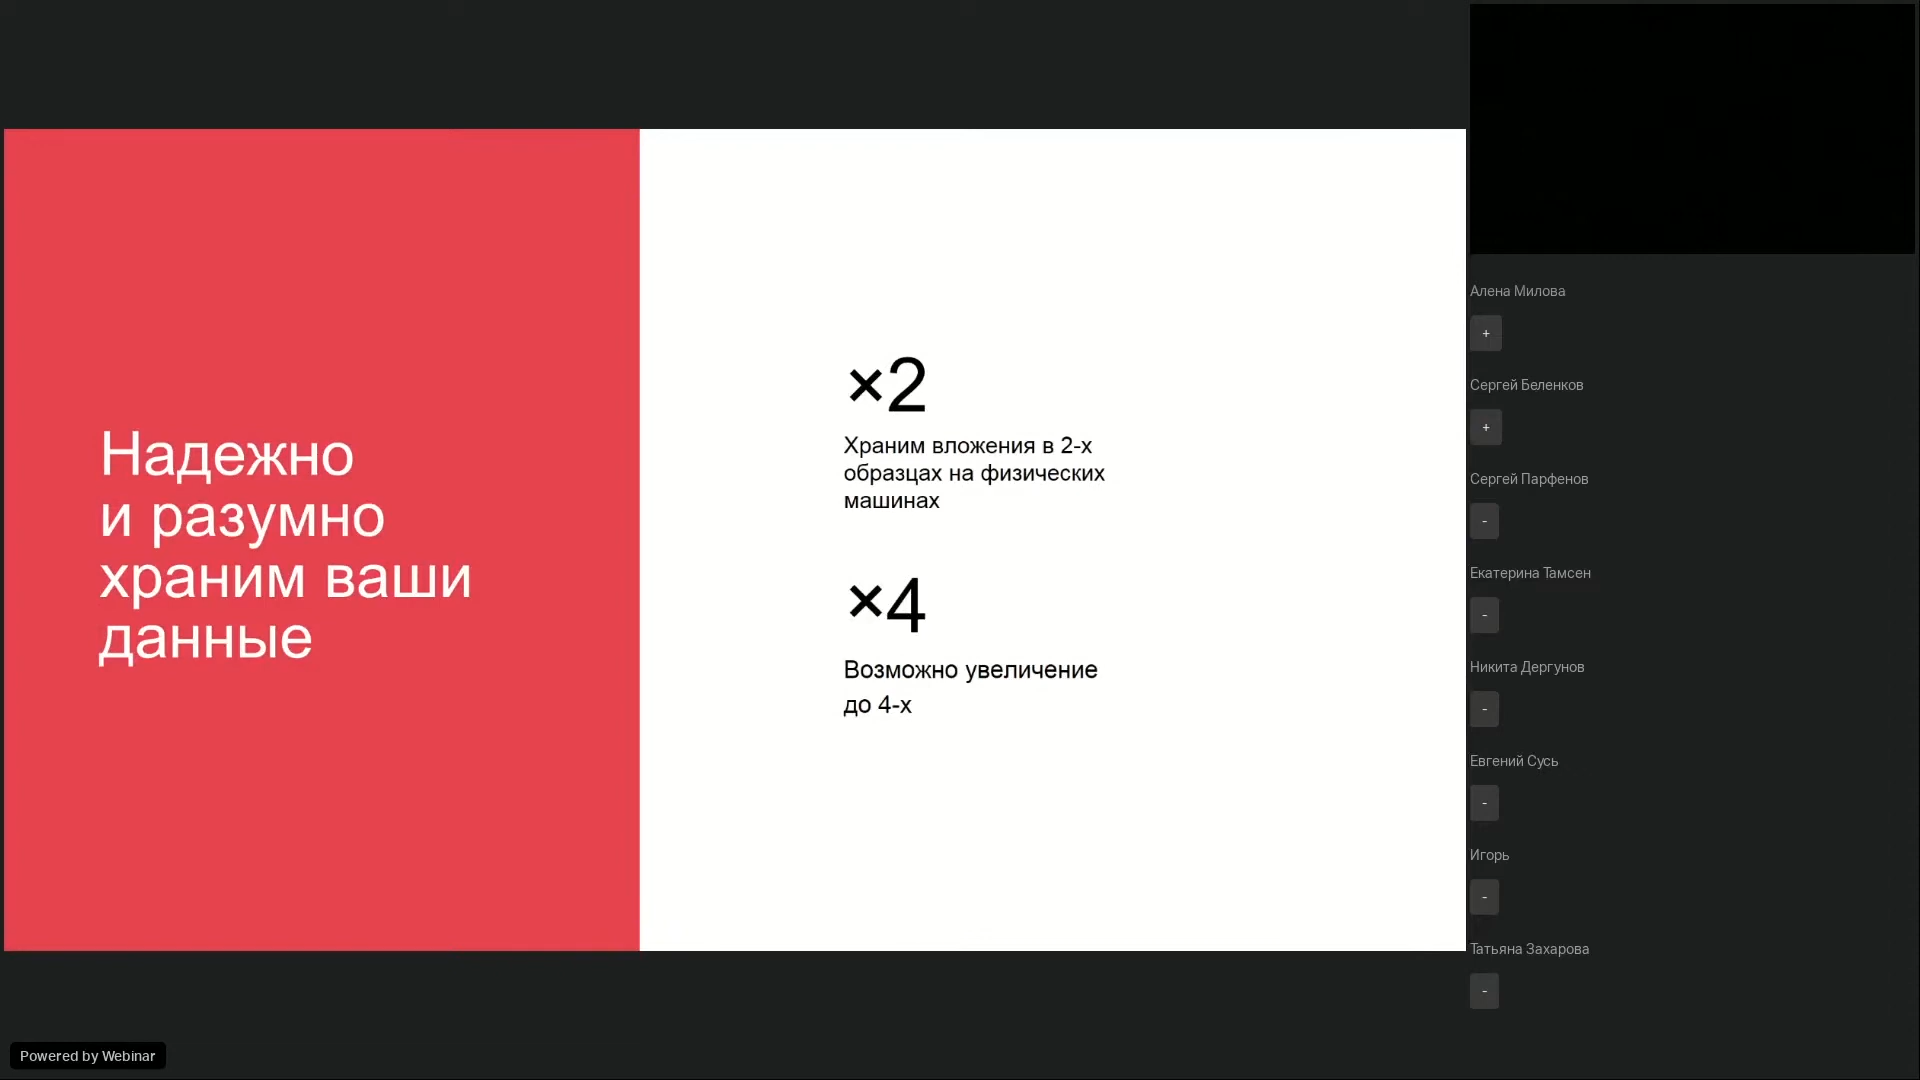 Надежно
и разумно
храним ваши
данные
×2
Храним вложения в 2-х
образцах на физических
машинах
×4
Возможно увеличение
до 4-х
Алена Милова
+
Сергей Беленков
+
Сергей Парфенов
-
Екатерина Тамсен
-
Никита Дергунов
-
Евгений Сусь
-
Игорь
-
Татьяна Захарова
-
Powered by Webinar